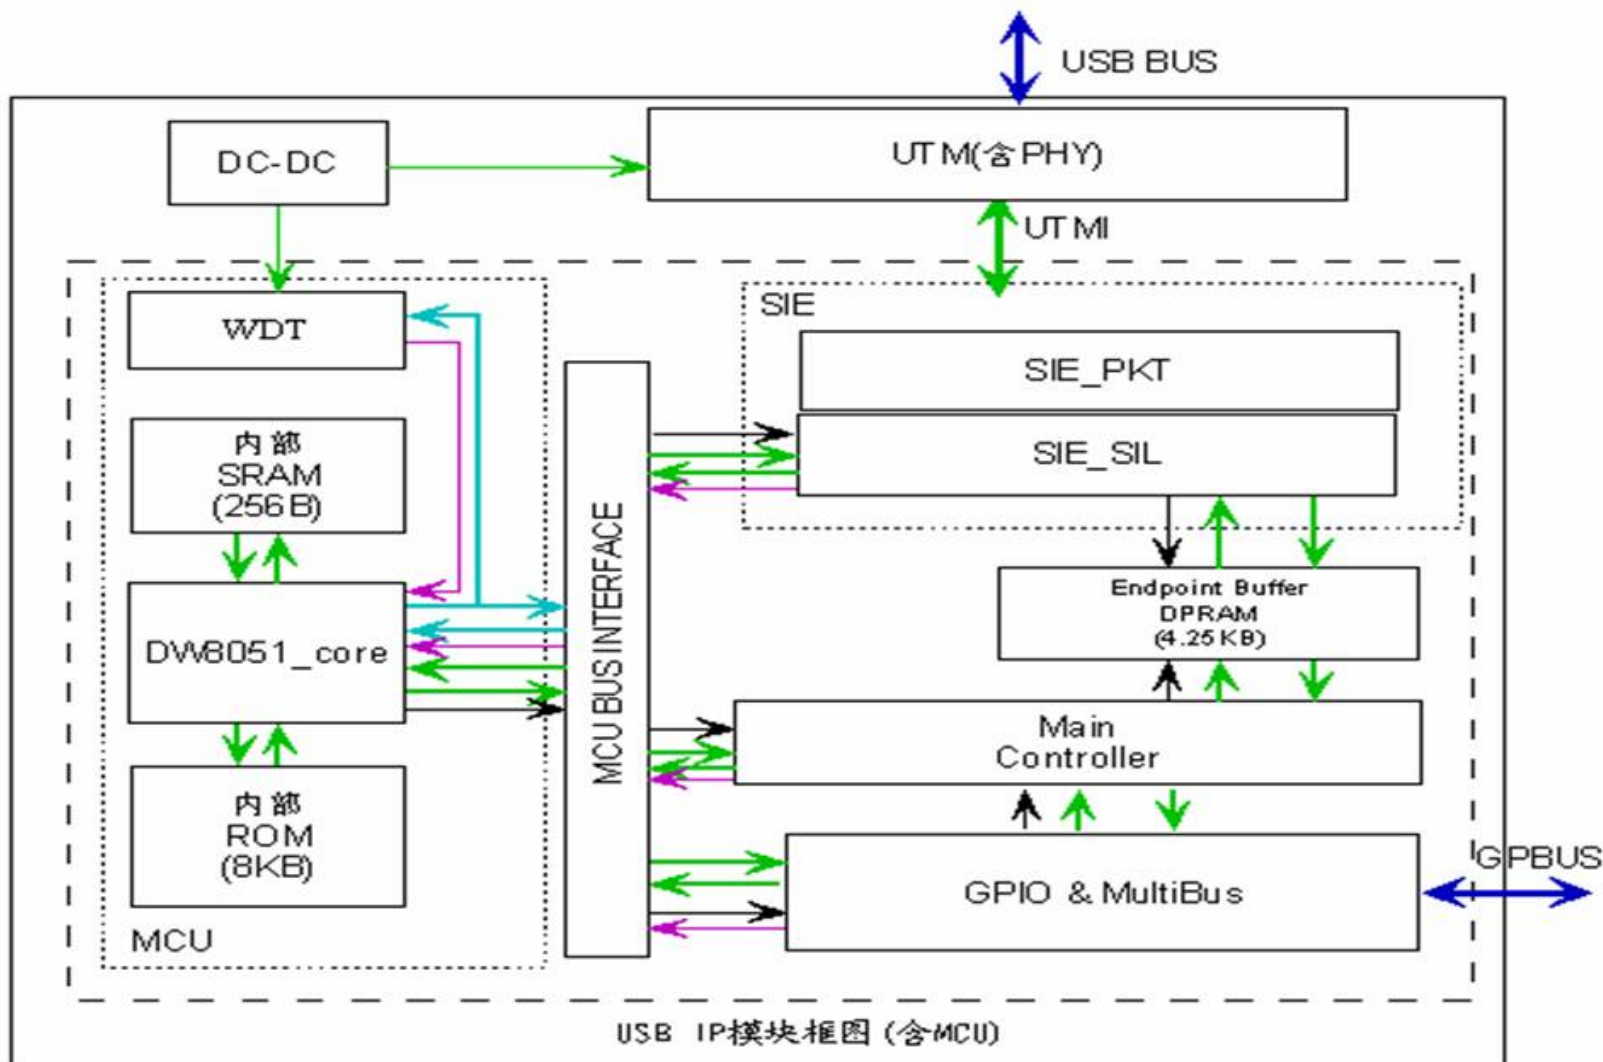 USB BUS
DC-DC
UTM(含PHY)
UTMI
WDT
SIE
SIE_PKT
内部
SRAM
(256B)
SIE_SIL
MCU BUS INTERFACE
Endpoint Buffer
DPRAM
(4.25KB)
DW8051_core
Main
Controller
内部
ROM
(8KB)
GPIO & MultiBus
GPBUS
MCU
USB IP模块框图(含MCU)